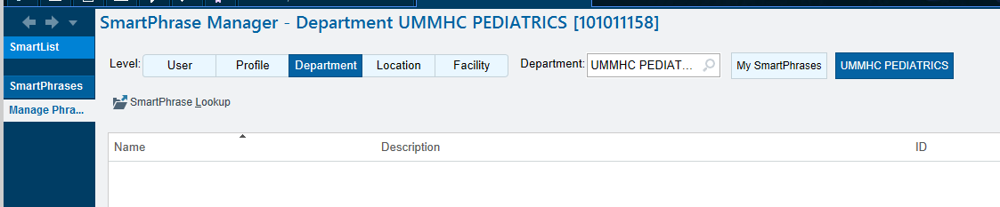 SmartPhrase Manager - Department UMMHC PEDIATRICS [101011158]
SmartList
Level: User Profile Department Location Facility Department: UMMHC PEDIAT... My SmartPhrases UMMHC PEDIATRICS
SmartPhrases
SmartPhrase Lookup
Manage Phra...
Name Description ID